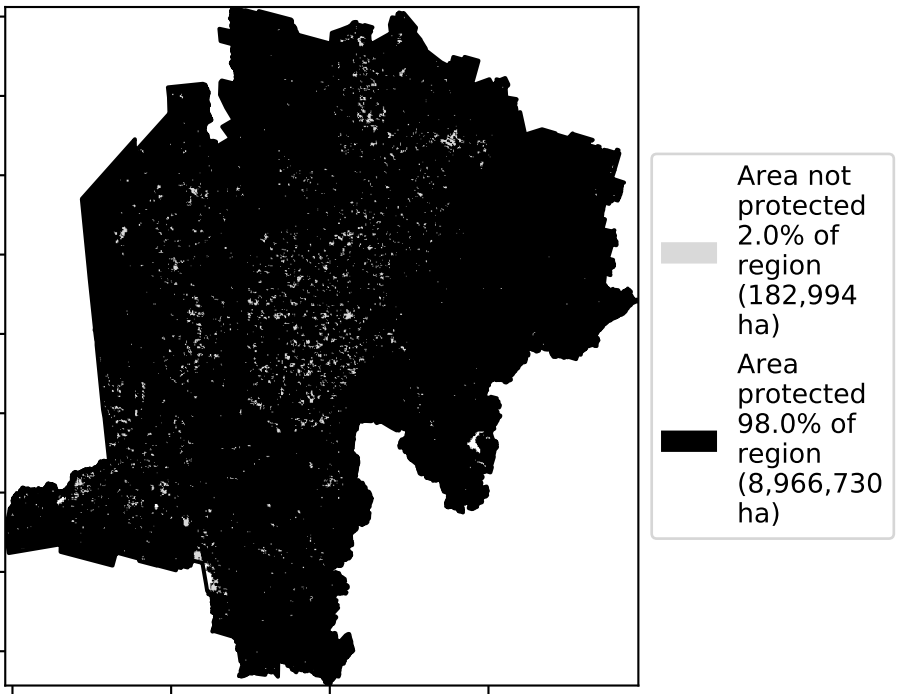 Area not
protected
2.0% of
region
(182,994
ha)
Area
protected
98.0% of
region
(8,966,730
ha)